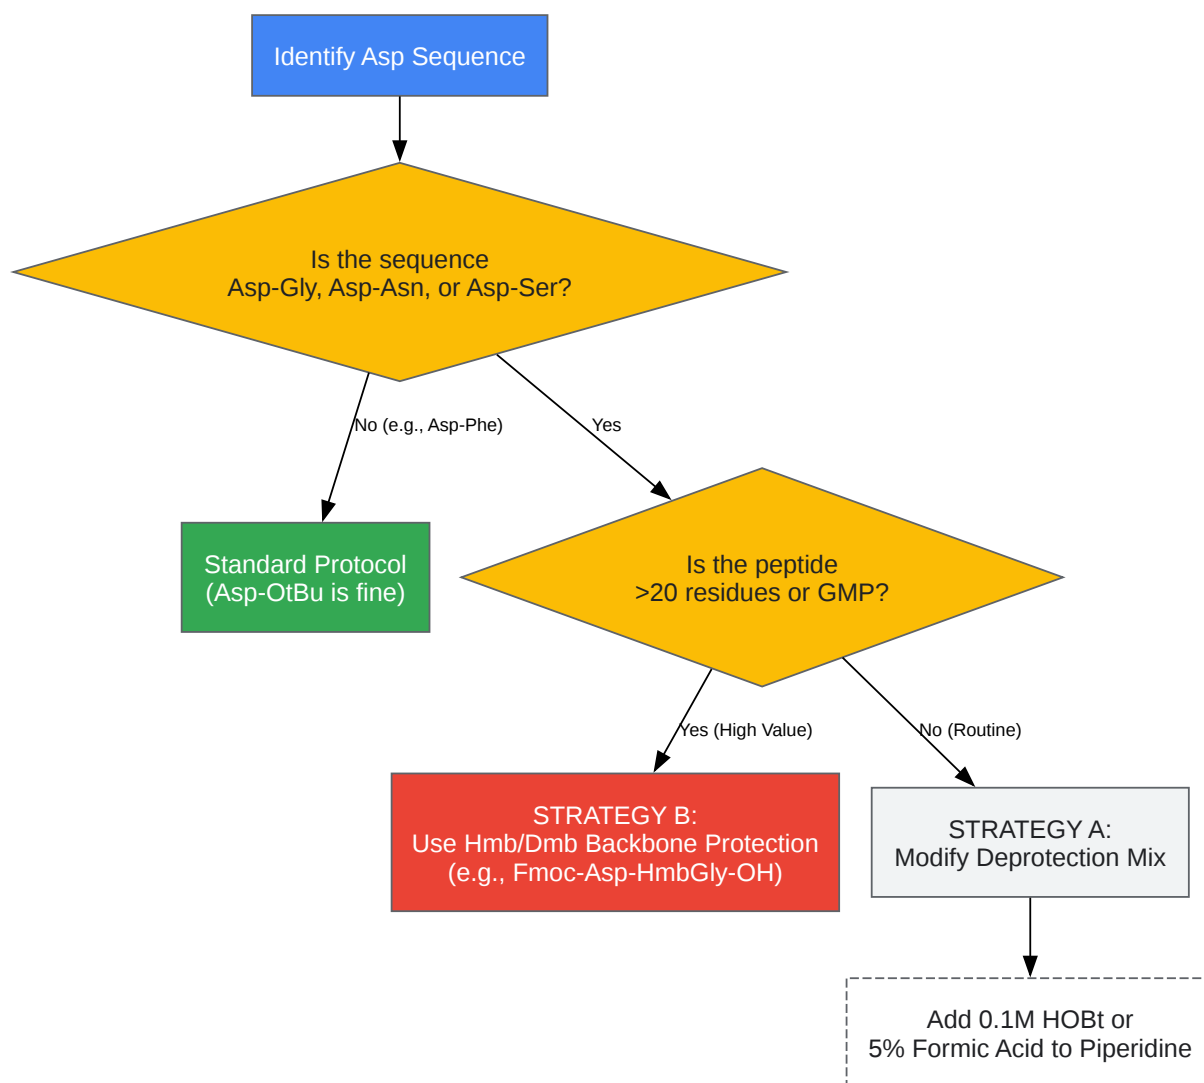 Identify Asp Sequence
Is the sequence
Asp-Gly, Asp-Asn, or Asp-Ser?
No (e.g., Asp-Phe)
Yes
Standard Protocol
(Asp-OtBu is fine)
Is the peptide
>20 residues or GMP?
Yes (High Value)
No (Routine)
STRATEGY B:
Use Hmb/Dmb Backbone Protection
(e.g., Fmoc-Asp-HmbGly-OH)
STRATEGY A:
Modify Deprotection Mix
Add 0.1M HOBt or
5% Formic Acid to Piperidine